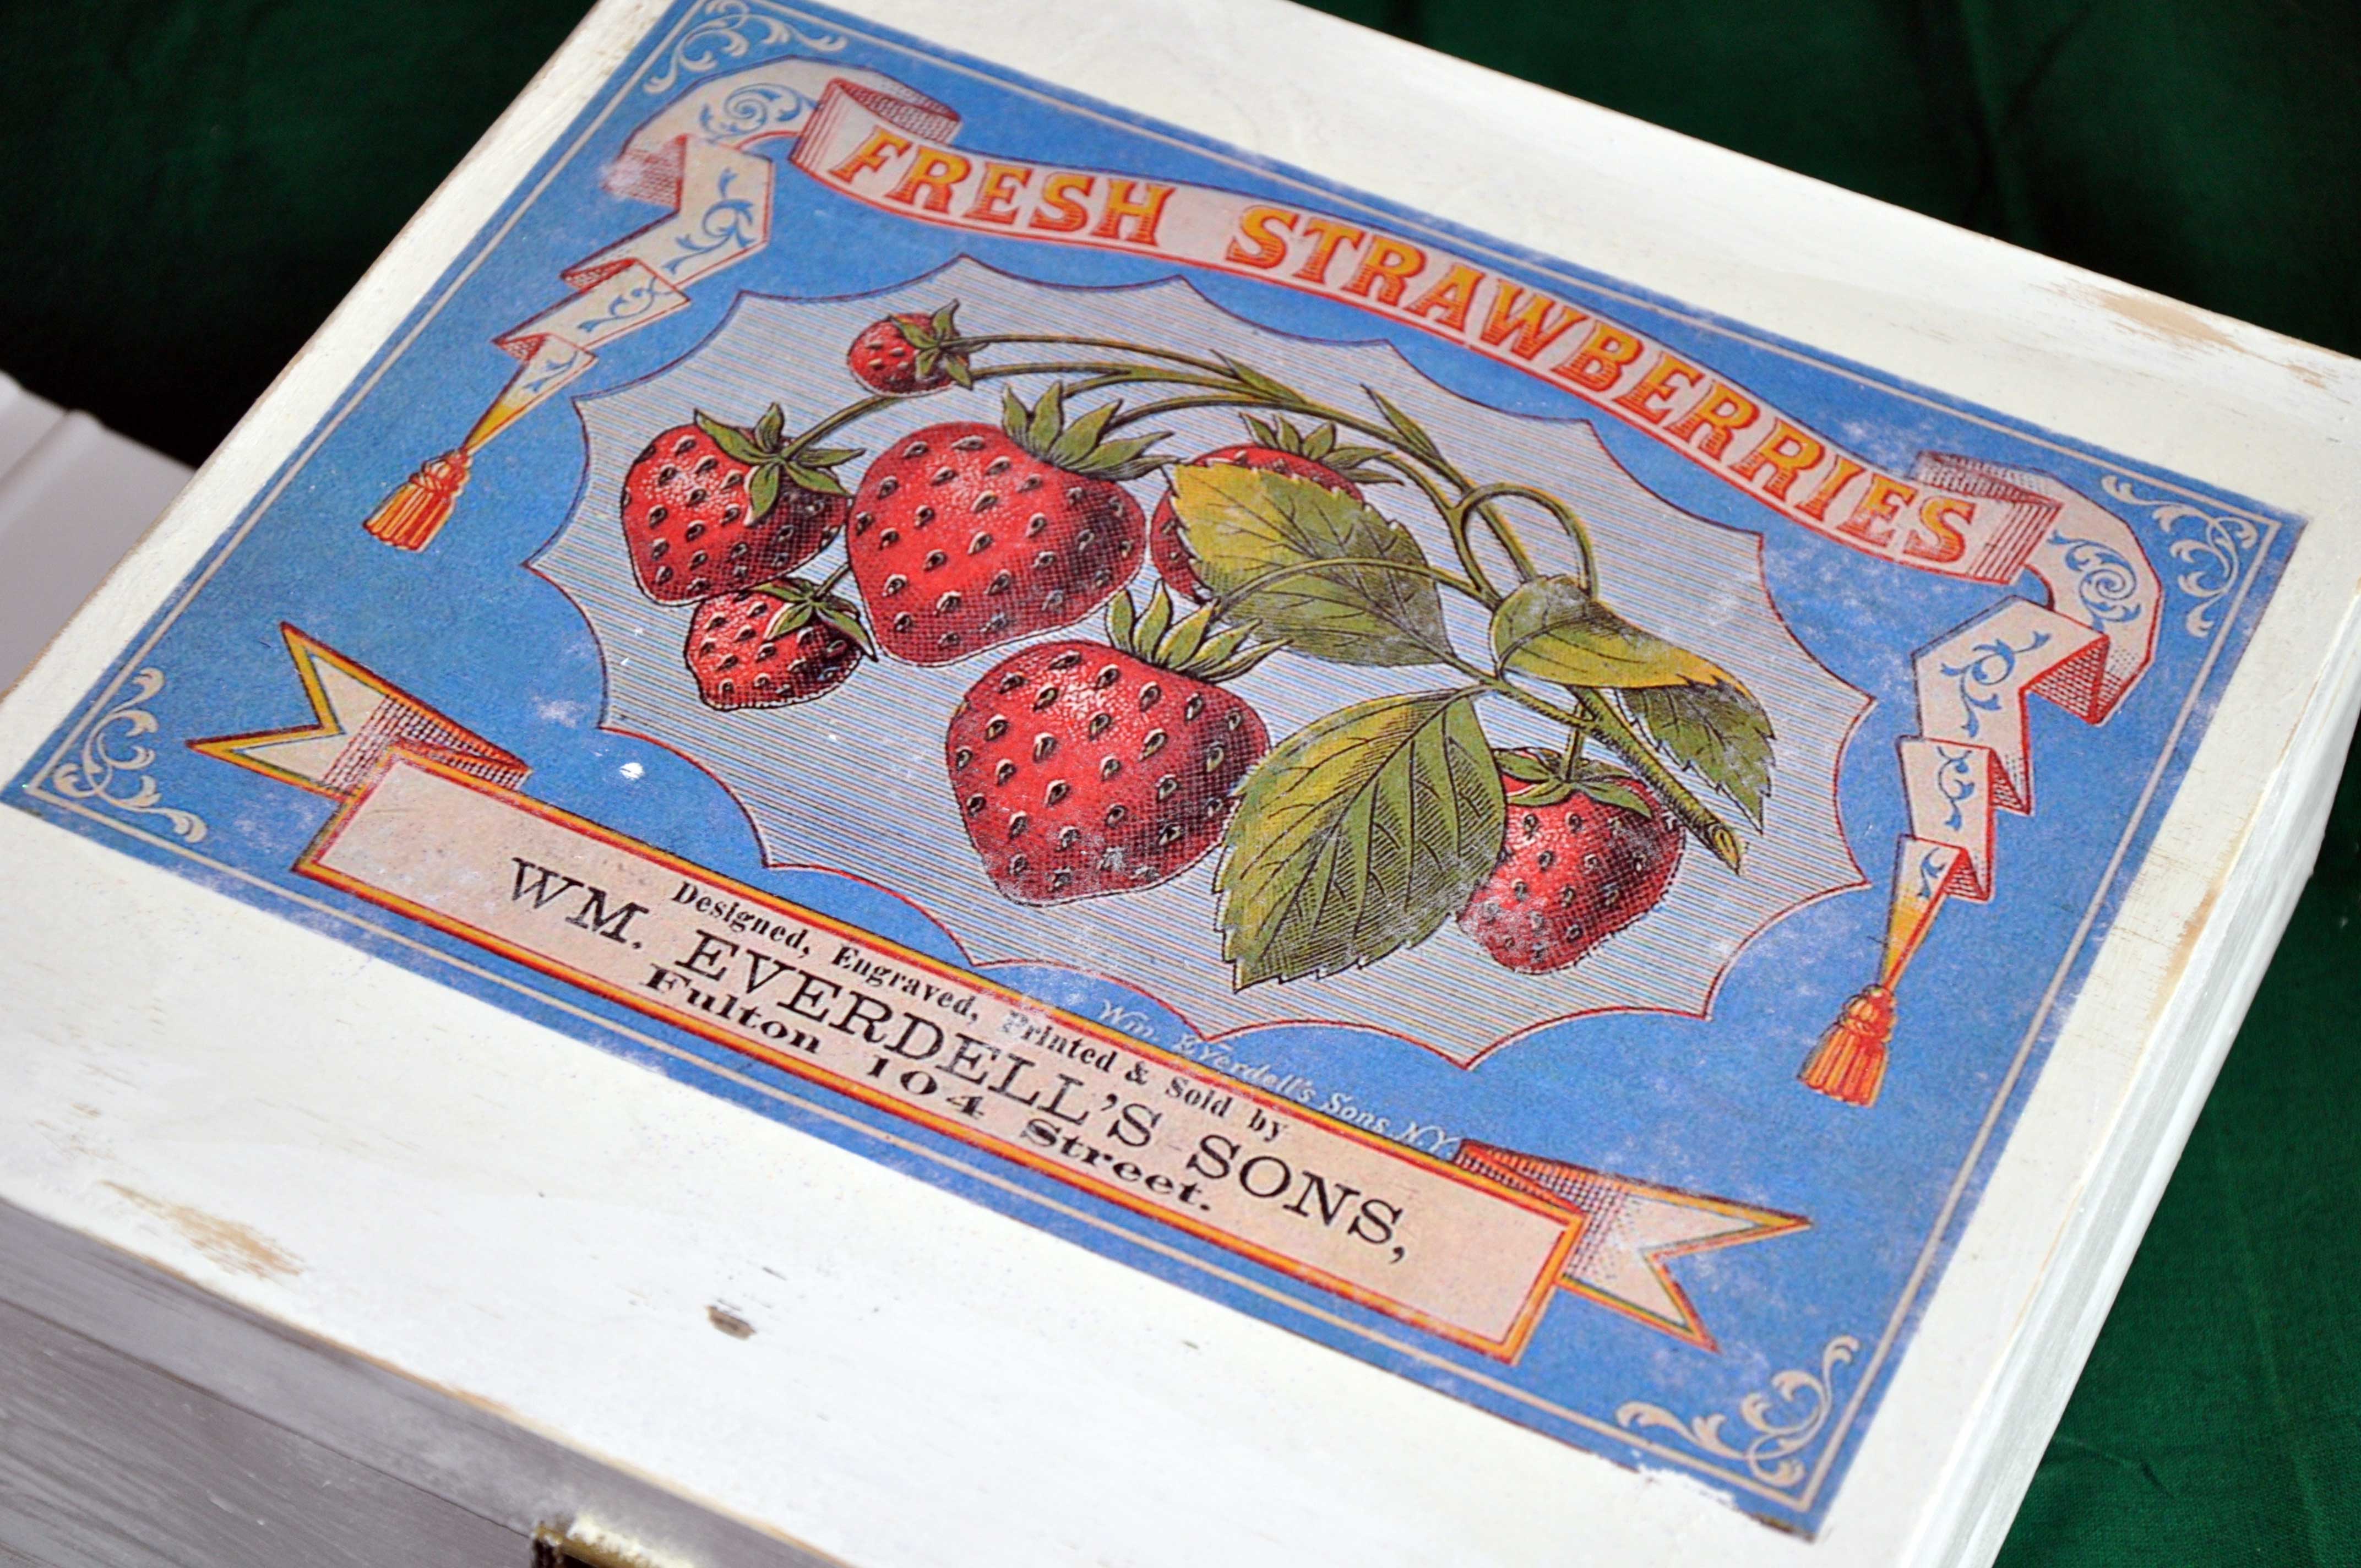 FRESH STRAWBERRIES
Wm. Everdell's Sons N.Y.
Designed, Engraved, Printed & Sold by
WM. EVERDELL'S SONS,
Fulton 104 Street.